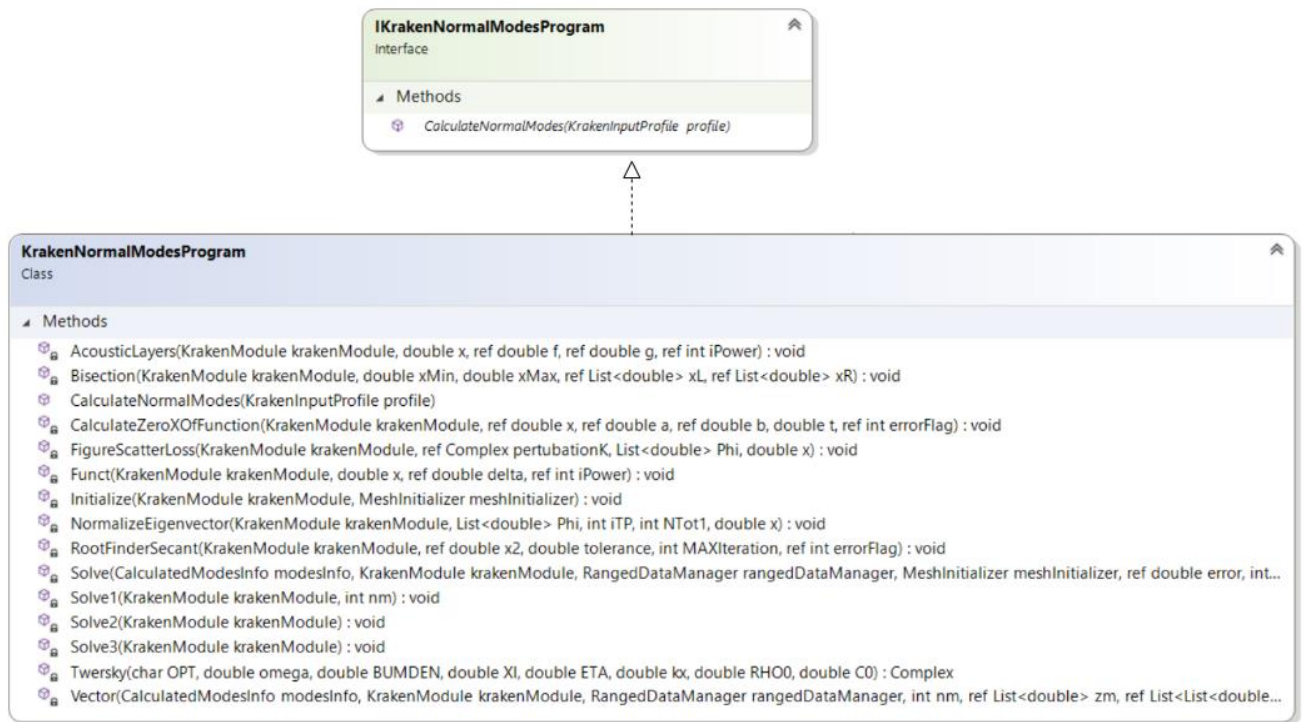 IKrakenNormalModesProgram
Interface
Methods
CalculateNormalModes(KrakenInputProfile profile)
KrakenNormalModesProgram
Class
Methods
AcousticLayers(KrakenModule krakenModule, double x, ref double f, ref double g, ref int iPower) : void
Bisection(KrakenModule krakenModule, double xMin, double xMax, ref List<double> xL, ref List<double> xR) : void
CalculateNormalModes(KrakenInputProfile profile)
CalculateZeroXOfFunction(KrakenModule krakenModule, ref double x, ref double a, ref double b, double t, ref int errorFlag) : void
FigureScatterLoss(KrakenModule krakenModule, ref Complex pertubationK, List<double> Phi, double x) : void
Funct(KrakenModule krakenModule, double x, ref double delta, ref int iPower) : void
Initialize(KrakenModule krakenModule, MeshInitializer meshInitializer) : void
NormalizeEigenvector(KrakenModule krakenModule, List<double> Phi, int iTP, int NTot1, double x) : void
RootFinderSecant(KrakenModule krakenModule, ref double x2, double tolerance, int MAXIteration, ref int errorFlag) : void
Solve(CalculatedModesInfo modesInfo, KrakenModule krakenModule, RangedDataManager rangedDataManager, MeshInitializer meshInitializer, ref double error, int...
Solve1(KrakenModule krakenModule, int nm) : void
Solve2(KrakenModule krakenModule) : void
Solve3(KrakenModule krakenModule) : void
Twersky(char OPT, double omega, double BUMDEN, double XI, double ETA, double kx, double RHO0, double C0) : Complex
Vector(CalculatedModesInfo modesInfo, KrakenModule krakenModule, RangedDataManager rangedDataManager, int nm, ref List<double> zm, ref List<List<double...